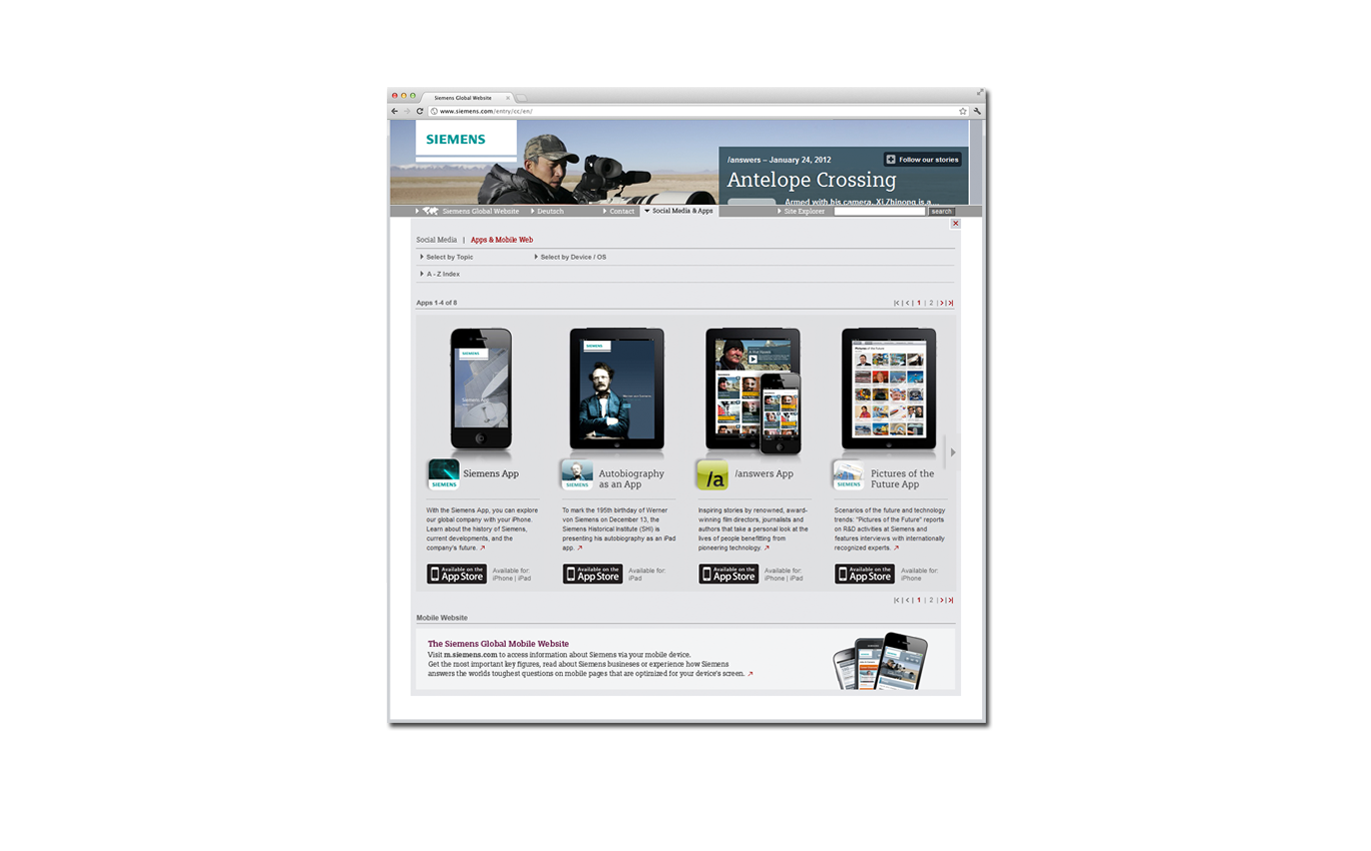 Siemens Global Website
www.siemens.com/entry/cc/en/
SIEMENS
/answers – January 24, 2012
Follow our stories
Antelope Crossing
Armed with his camera, Xi Zhinong is a...
Siemens Global Website
Deutsch
Contact
Social Media & Apps
Site Explorer
search
Social Media | Apps & Mobile Web
Select by Topic
Select by Device / OS
A - Z Index
Apps 1-4 of 8
1 | 2
SIEMENS
Siemens App
SIEMENS
SIEMENS
Siemens App
With the Siemens App, you can explore
our global company with your iPhone.
Learn about the history of Siemens,
current developments, and the
company's future.
Available on the
App Store
Available for:
iPhone | iPad
SIEMENS
Autobiography
as an App
To mark the 195th birthday of Werner
von Siemens on December 13, the
Siemens Historical Institute (SHI) is
presenting his autobiography as an iPad
app.
Available on the
App Store
Available for:
iPad
/a
/answers App
Inspiring stories by renowned, award-
winning film directors, journalists and
authors that take a personal look at the
lives of people benefitting from
pioneering technology.
Available on the
App Store
Available for:
iPhone | iPad
Pictures of the Future
SIEMENS
Pictures of the
Future App
Scenarios of the future and technology
trends: "Pictures of the Future" reports
on R&D activities at Siemens and
features interviews with internationally
recognized experts.
Available on the
App Store
Available for:
iPhone
1 | 2
Mobile Website
The Siemens Global Mobile Website
Visit m.siemens.com to access information about Siemens via your mobile device.
Get the most important key figures, read about Siemens busineses or experience how Siemens
answers the worlds toughest questions on mobile pages that are optimized for your device's screen.